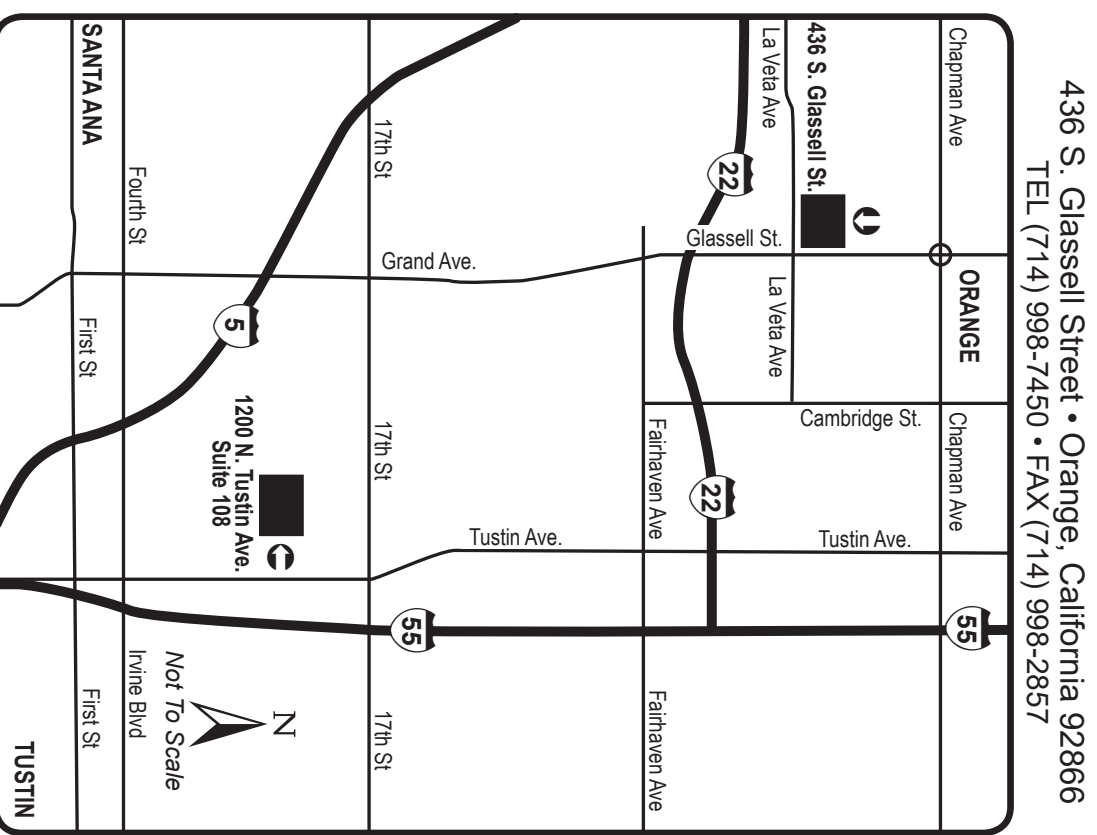 436 S. Glassell Street • Orange, California 92866
TEL (714) 998-7450 • FAX (714) 998-2857
55
ORANGE
Chapman Ave
Chapman Ave
Tustin Ave.
Cambridge St.
436 S. Glassell St.
La Veta Ave
La Veta Ave
22
Glassell St.
22
Fairhaven Ave
Fairhaven Ave
Tustin Ave.
55
Grand Ave.
17th St
17th St
17th St
N
1200 N. Tustin Ave.
Suite 108
5
Not To Scale
Fourth St
Irvine Blvd
SANTA ANA
First St
First St
TUSTIN